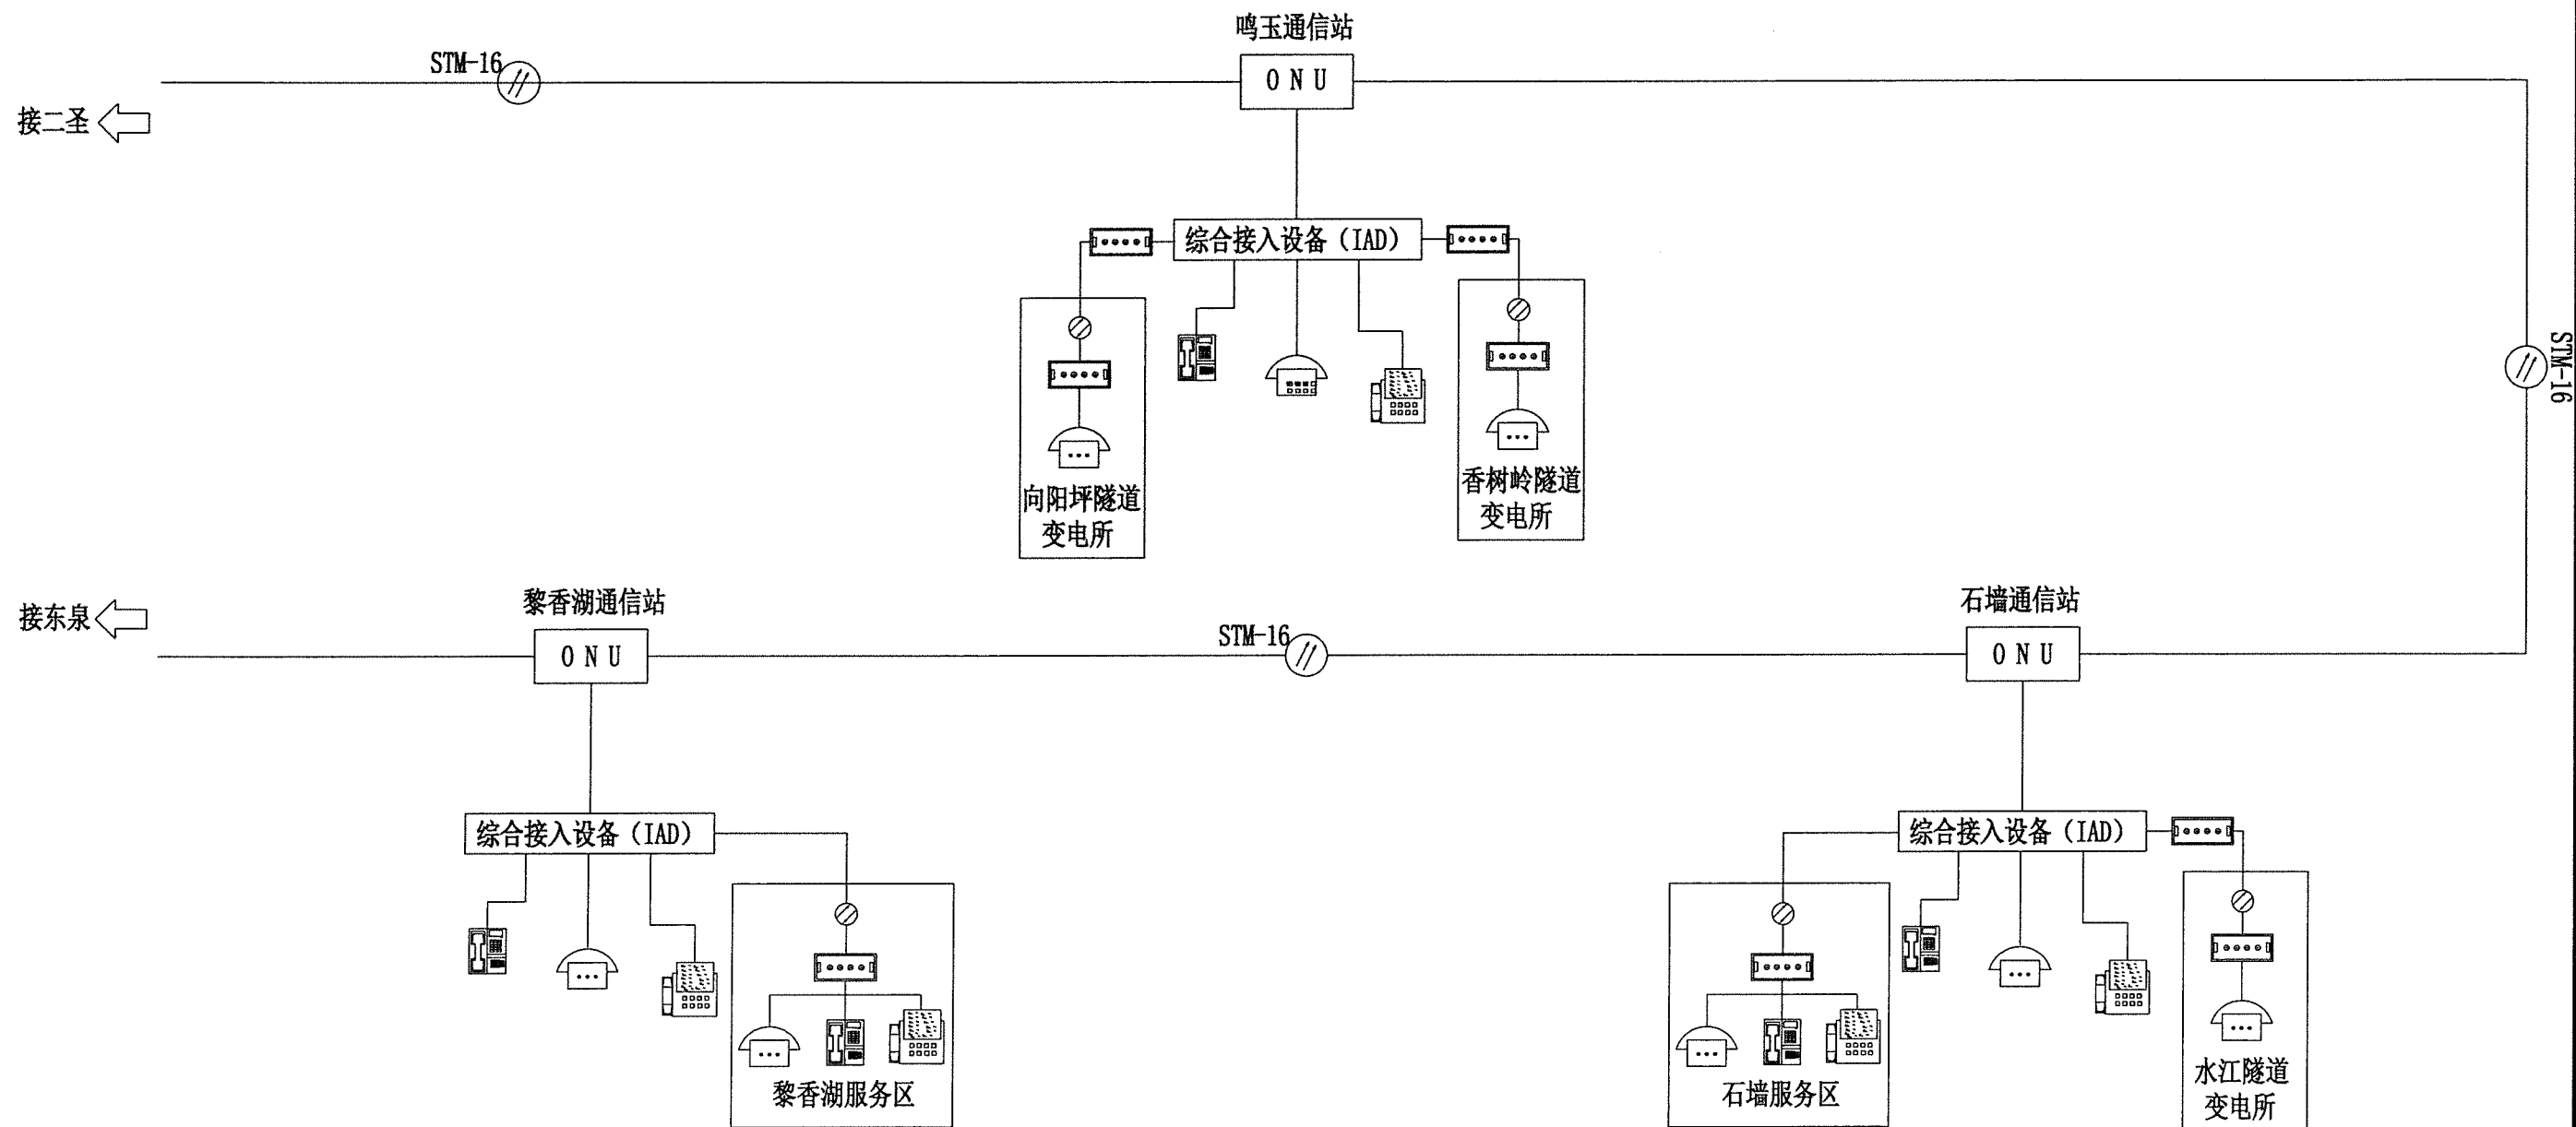 鸣玉通信站
STM-16
O N U
接二圣
综合接入设备（IAD）
STM-16
向阳坪隧道
变电所
香树岭隧道
变电所
接东泉
黎香湖通信站
石墙通信站
STM-16
O N U
O N U
综合接入设备（IAD）
综合接入设备（IAD）
黎香湖服务区
石墙服务区
水江隧道
变电所